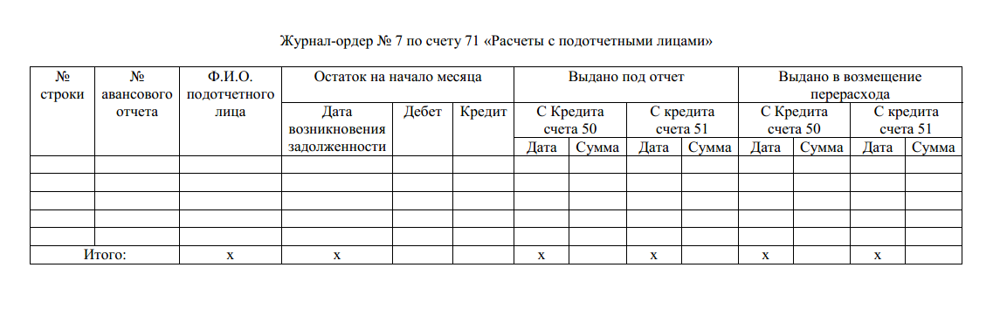 Журнал-ордер № 7 по счету 71 «Расчеты с подотчетными лицами»
№ строки
№ авансового отчета
Ф.И.О. подотчетного лица
Остаток на начало месяца
Выдано под отчет
Выдано в возмещение перерасхода
Дата возникновения задолженности
Дебет
Кредит
С Кредита счета 50
С кредита счета 51
С Кредита счета 50
С кредита счета 51
Дата Сумма Дата Сумма Дата Сумма Дата Сумма
Итого: х х х х х х